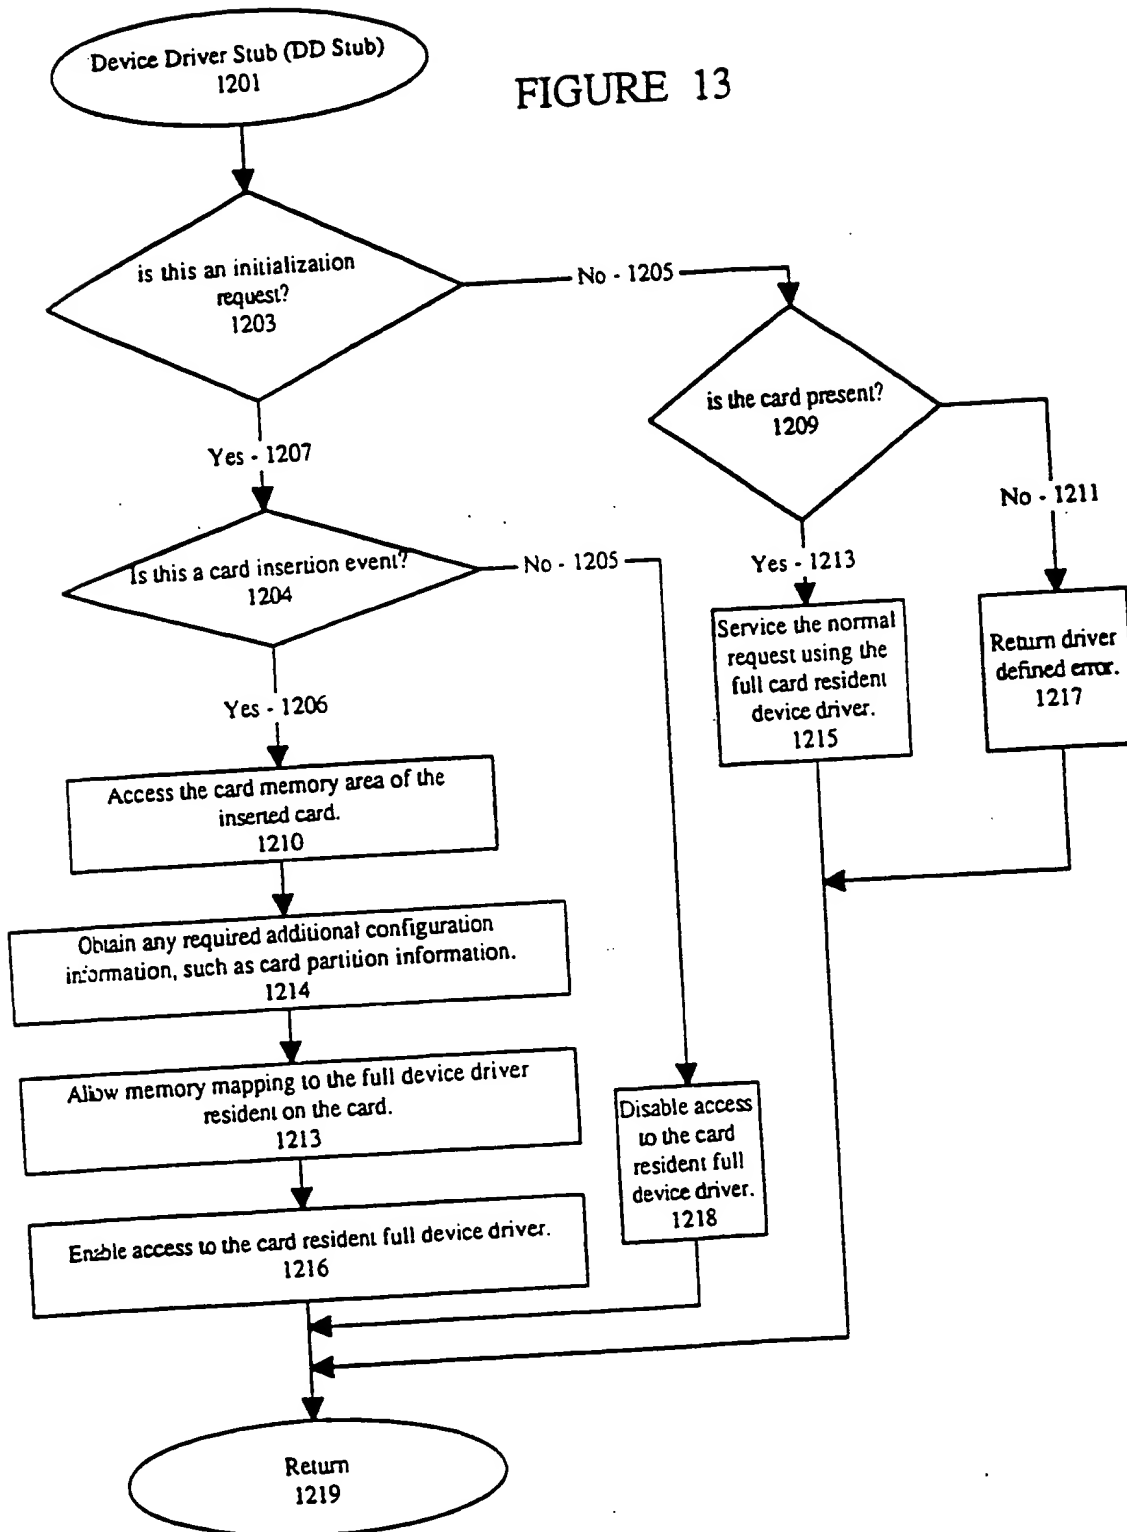 Device Driver Stub (DD Stub)
1201
FIGURE 13
is this an initialization
request?
1203
No - 1205
is the card present?
1209
Yes - 1207
No - 1211
Is this a card insertion event?
1204
No - 1205
Yes - 1213
Service the normal
request using the
full card resident
device driver.
1215
Return driver
defined error.
1217
Yes - 1206
Access the card memory area of the
inserted card.
1210
Obtain any required additional configuration
information, such as card partition information.
1214
Allow memory mapping to the full device driver
resident on the card.
1213
Disable access
to the card
resident full
device driver.
1218
Enable access to the card resident full device driver.
1216
Return
1219